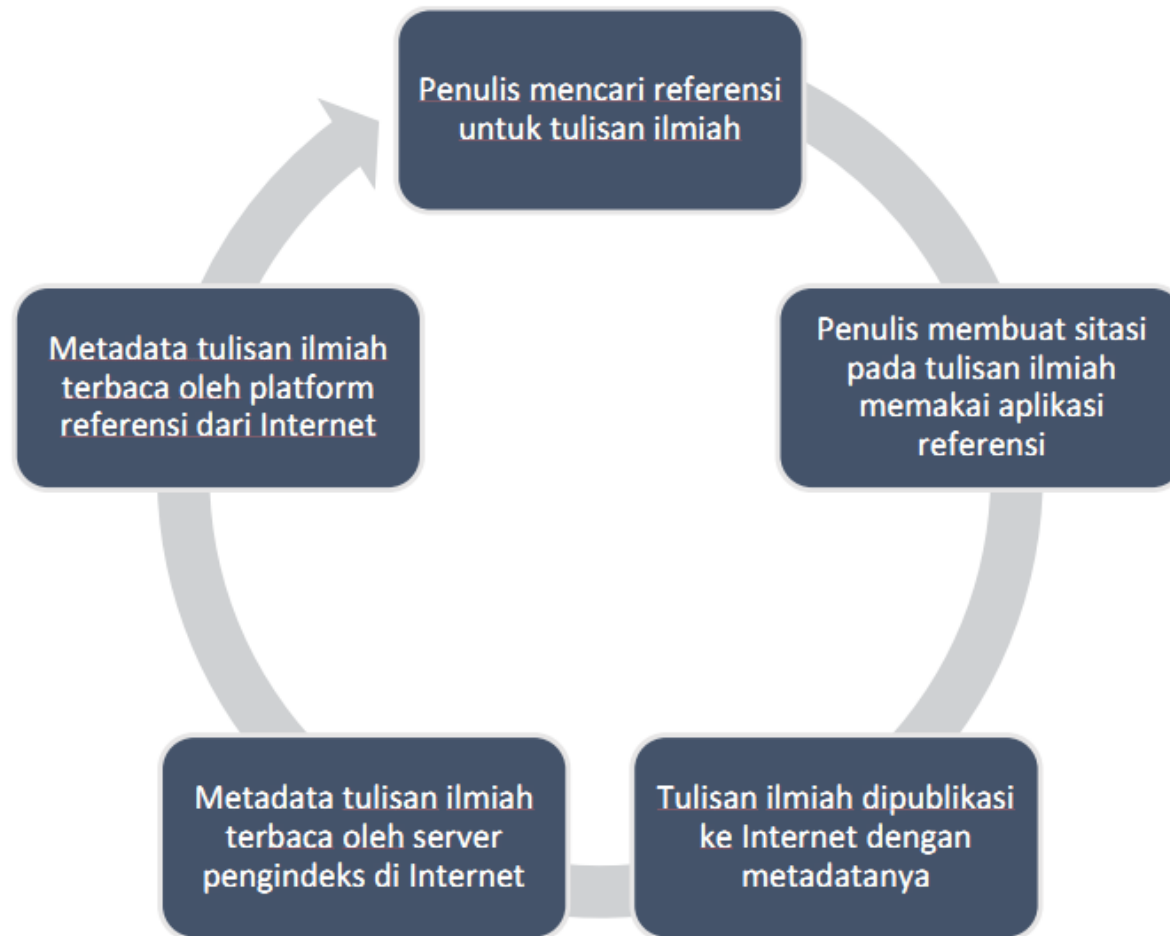 Penulis mencari referensi
untuk tulisan ilmiah
Penulis membuat sitasi
pada tulisan ilmiah
memakai aplikasi
referensi
Tulisan ilmiah dipublikasi
ke Internet dengan
metadatanya
Metadata tulisan ilmiah
terbaca oleh server
pengindeks di Internet
Metadata tulisan ilmiah
terbaca oleh platform
referensi dari Internet